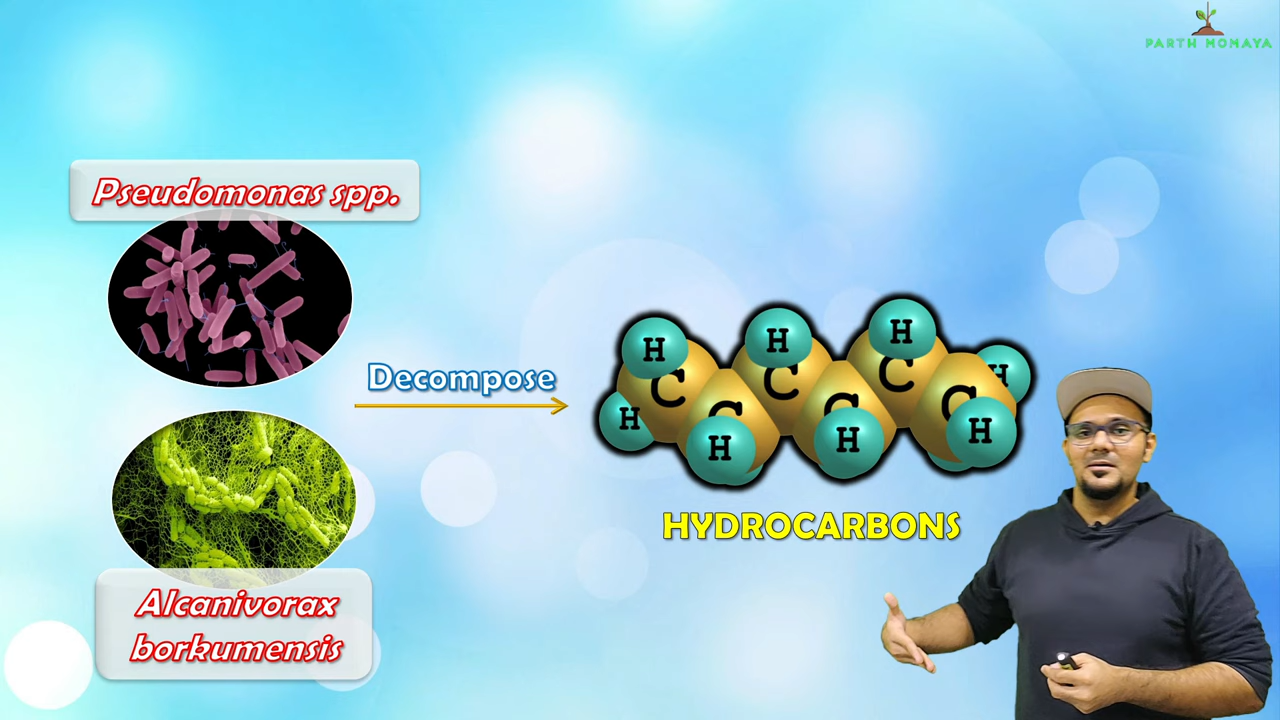 PARTH MOMAYA
Pseudomonas spp.
Decompose
H
H
H
H
H
H
H
H
C
C
C
C
C
C
HYDROCARBONS
Alcanivorax
borkumensis